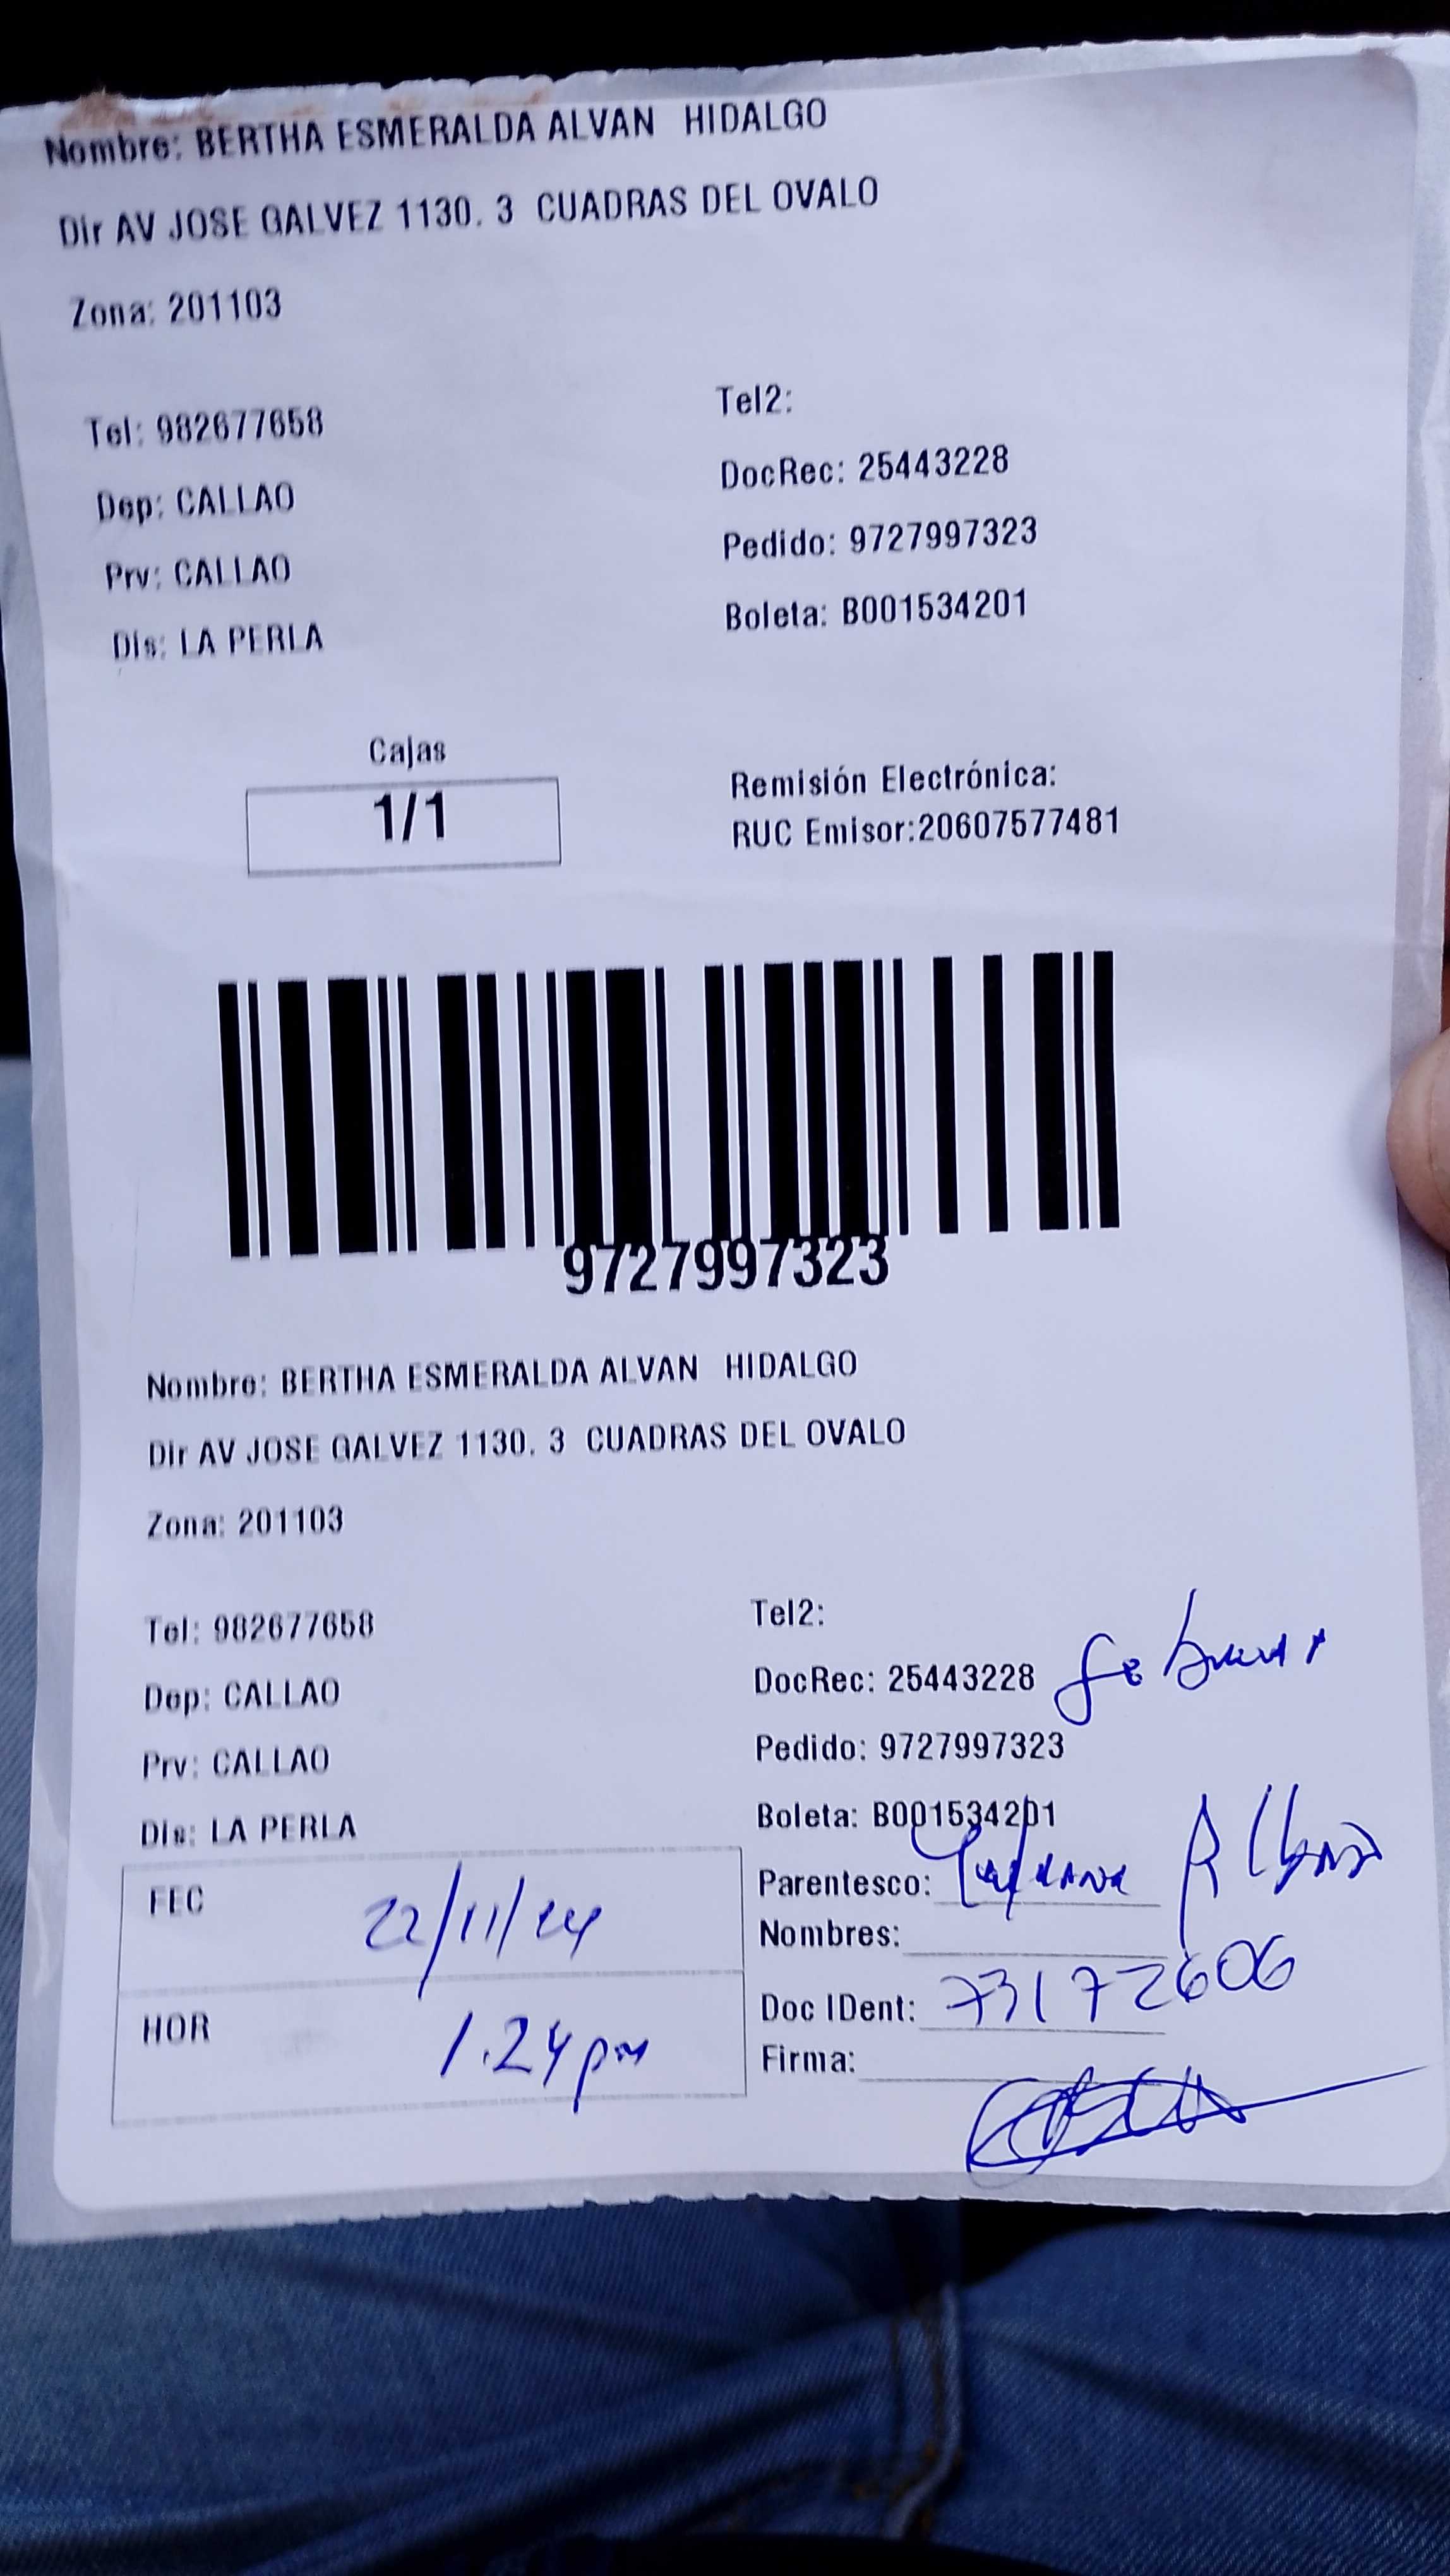 Nombre: BERTHA ESMERALDA ALVAN HIDALGO
Dir AV JOSE GALVEZ 1130. 3 CUADRAS DEL OVALO
Zona: 201103
Tel: 982677658
Tel2:
Dep: CALLAO
DocRec: 25443228
Prv: CALLAO
Pedido: 9727997323
Dis: LA PERLA
Boleta: B001534201
Cajas
1/1
Remisión Electrónica:
RUC Emisor:20607577481
9727997323
Nombre: BERTHA ESMERALDA ALVAN HIDALGO
Dir AV JOSE GALVEZ 1130. 3 CUADRAS DEL OVALO
Zona: 201103
Tel: 982677658
Tel2:
Dep: CALLAO
DocRec: 25443228
Prv: CALLAO
Pedido: 9727997323
Dis: LA PERLA
Boleta: B001534201
FEC 22/11/24
Parentesco:
Nombres:
HOR 1.24pm
Doc IDent: 73172606
Firma: